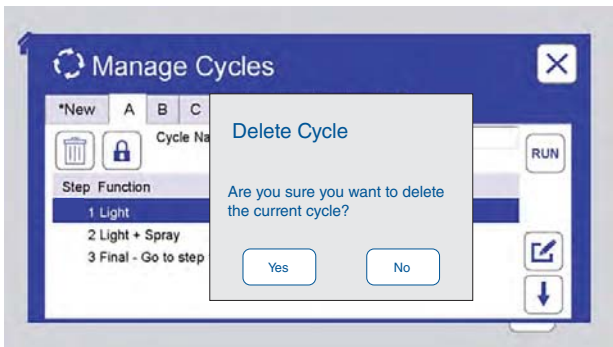 Manage Cycles
*New A B C
Cycle Na
RUN
Step Function
1 Light
2 Light + Spray
3 Final - Go to step
Delete Cycle
Are you sure you want to delete
the current cycle?
Yes No